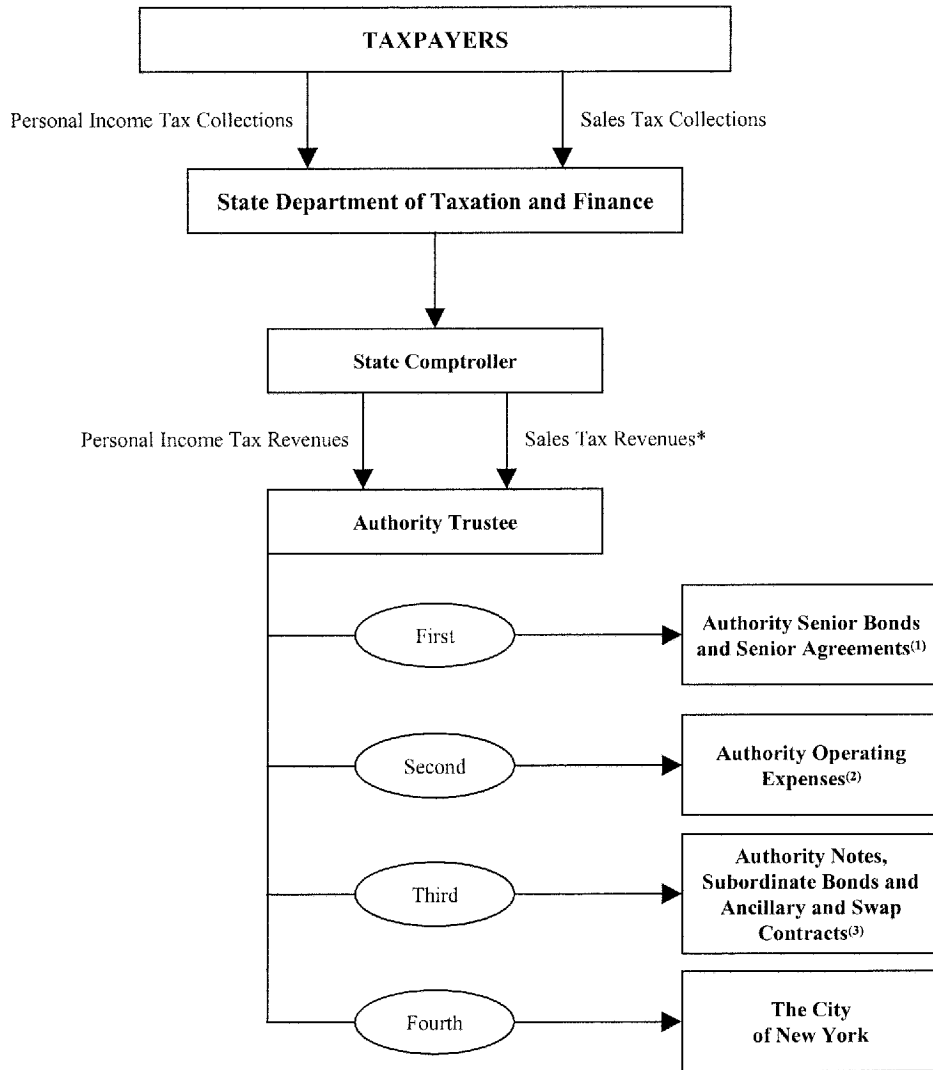 TAXPAYERS
Personal Income Tax Collections
Sales Tax Collections
State Department of Taxation and Finance
State Comptroller
Personal Income Tax Revenues
Sales Tax Revenues*
Authority Trustee
First
Authority Senior Bonds
and Senior Agreements(1)
Second
Authority Operating
Expenses(2)
Third
Authority Notes,
Subordinate Bonds and
Ancillary and Swap
Contracts(3)
Fourth
The City
of New York